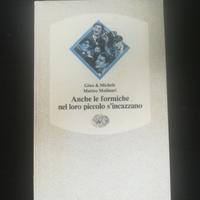 Gino & Michele
Matteo Molinari
Anche le formiche
nel loro piccolo s'incazzano